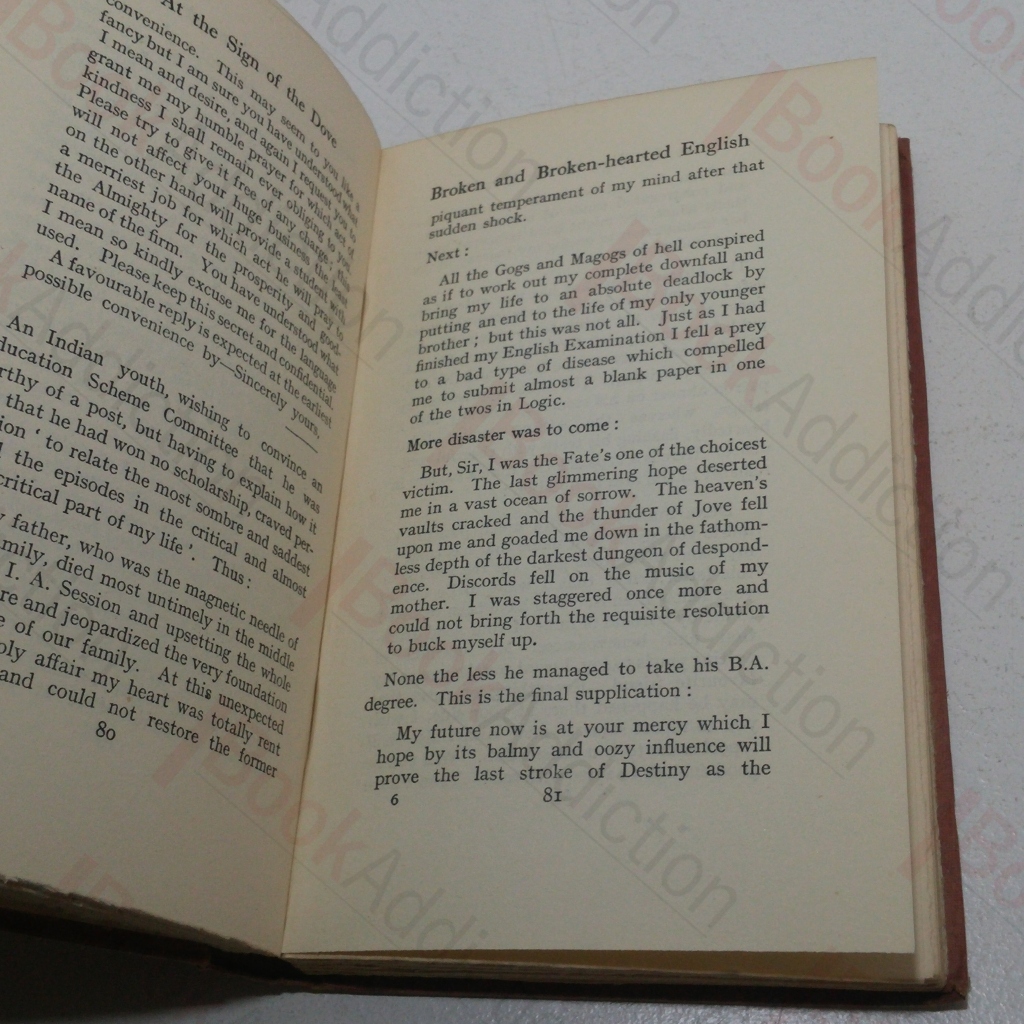 At the Sign of the Dove
convenience. This may seem to you like a
fancy but I am sure you have understood what
I mean and desire, and again I request you to
grant me my humble prayer for which act of
kindness I shall remain ever obliging to you.
Please try to give it free of any charge; this
will not affect your huge business the least
on the other hand will provide a student with
a merriest job for which act he will pray to
the Almighty for the prosperity and good-
name of the firm. You have understood what
I mean so kindly excuse me for the language
used. Please keep this secret and confidential.
A favourable reply is expected at the earliest
possible convenience by—Sincerely yours,
An Indian youth, wishing to convince an
ducation Scheme Committee that he was
rthy of a post, but having to explain how it
that he had won no scholarship, craved per-
ion ' to relate the most sombre and saddest
the episodes in the critical and almost
critical part of my life '. Thus:
father, who was the magnetic needle of
mily, died most untimely in the middle
I. A. Session and upsetting the whole
re and jeopardized the very foundation
e of our family. At this unexpected
oly affair my heart was totally rent
and could not restore the former
80
Broken and Broken-hearted English
piquant temperament of my mind after that
sudden shock.
Next :
All the Gogs and Magogs of hell conspired
as if to work out my complete downfall and
bring my life to an absolute deadlock by
putting an end to the life of my only younger
brother ; but this was not all. Just as I had
finished my English Examination I fell a prey
to a bad type of disease which compelled
me to submit almost a blank paper in one
of the twos in Logic.
More disaster was to come :
But, Sir, I was the Fate's one of the choicest
victim. The last glimmering hope deserted
me in a vast ocean of sorrow. The heaven's
vaults cracked and the thunder of Jove fell
upon me and goaded me down in the fathom-
less depth of the darkest dungeon of despond-
ence. Discords fell on the music of my
mother. I was staggered once more and
could not bring forth the requisite resolution
to buck myself up.
None the less he managed to take his B.A.
degree. This is the final supplication :
My future now is at your mercy which I
hope by its balmy and oozy influence will
prove the last stroke of Destiny as the
6 81
BookAddiction